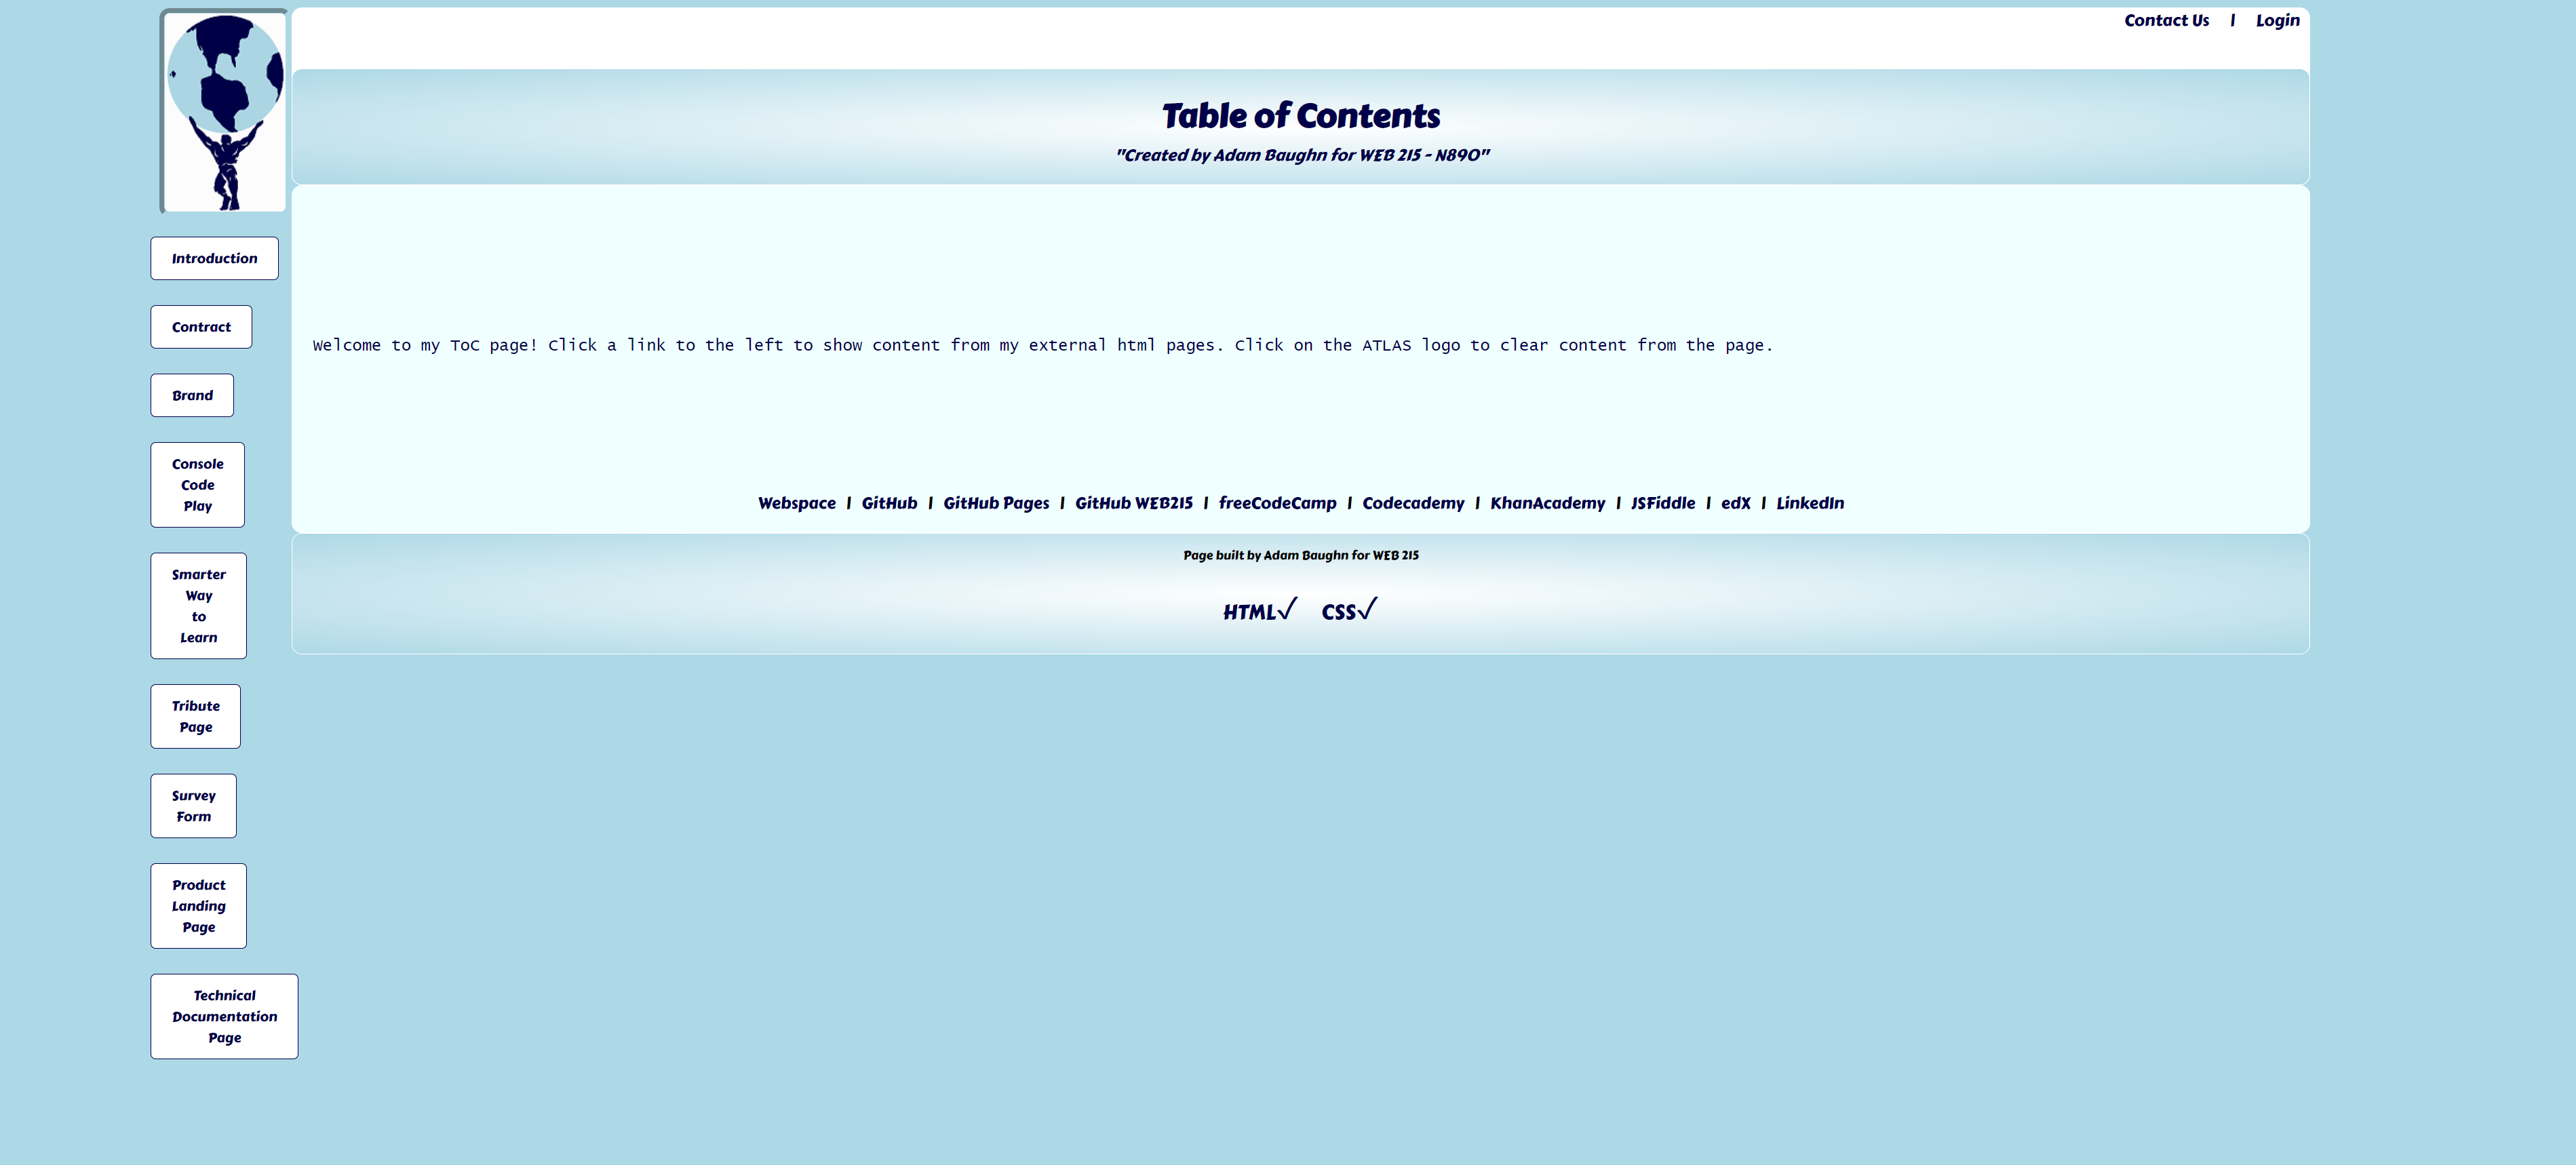 Contact Us | Login
Table of Contents
"Created by Adam Baughn for WEB 215 - N890"
Introduction
Contract
Brand
Console
Code
Play
Smarter
Way
to
Learn
Tribute
Page
Survey
Form
Product
Landing
Page
Technical
Documentation
Page
Welcome to my ToC page! Click a link to the left to show content from my external html pages. Click on the ATLAS logo to clear content from the page.
Webspace | GitHub | GitHub Pages | GitHub WEB215 | freeCodeCamp | Codecademy | KhanAcademy | JSFiddle | edX | LinkedIn
Page built by Adam Baughn for WEB 215
HTML✓ CSS✓